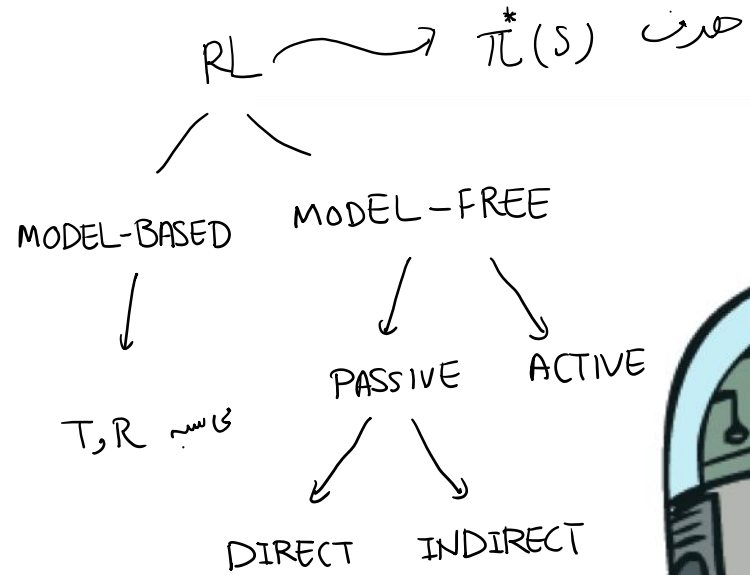 RL → π*(s) هدف
MODEL-BASED MODEL-FREE
PASSIVE ACTIVE
T,R محاسبه
DIRECT INDIRECT